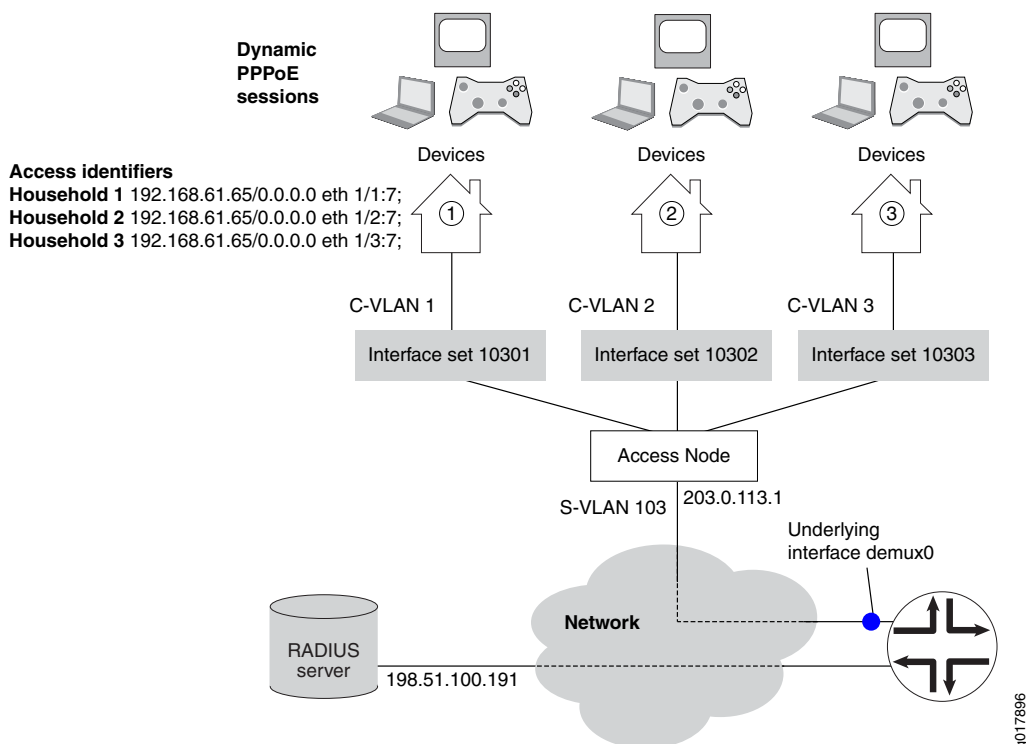 Dynamic
PPPoE
sessions
Devices
Devices
Devices
Access identifiers
Household 1 192.168.61.65/0.0.0.0 eth 1/1:7;
Household 2 192.168.61.65/0.0.0.0 eth 1/2:7;
Household 3 192.168.61.65/0.0.0.0 eth 1/3:7;
1
2
3
C-VLAN 1
C-VLAN 2
C-VLAN 3
Interface set 10301
Interface set 10302
Interface set 10303
Access Node
S-VLAN 103
203.0.113.1
Underlying
interface demux0
Network
RADIUS
server
198.51.100.191
g017896